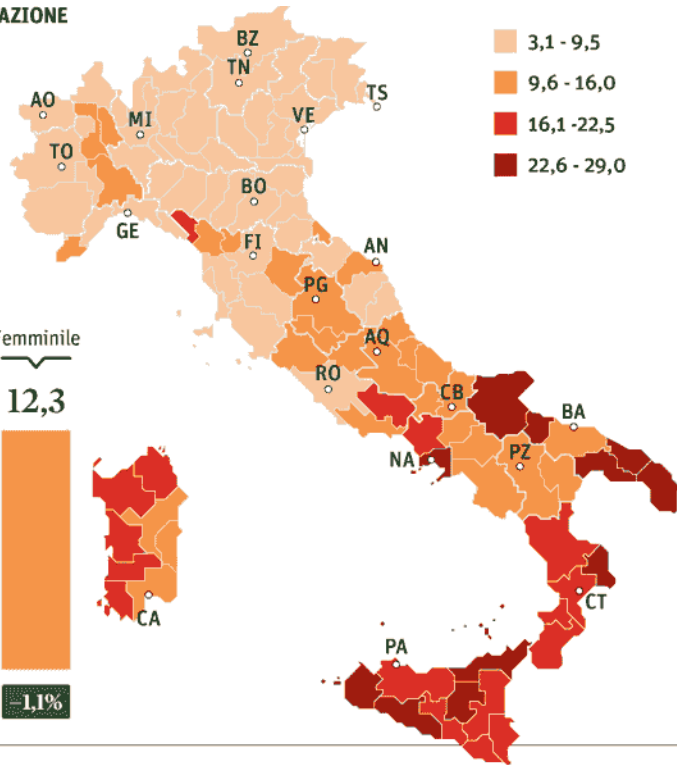 AZIONE
3,1 - 9,5
9,6 - 16,0
16,1 -22,5
22,6 - 29,0
BZ
TN
TS
AO
MI
VE
TO
BO
GE
FI
AN
PG
AQ
RO
CB
BA
NA
PZ
emminile
12,3
CA
CT
PA
–1,1%